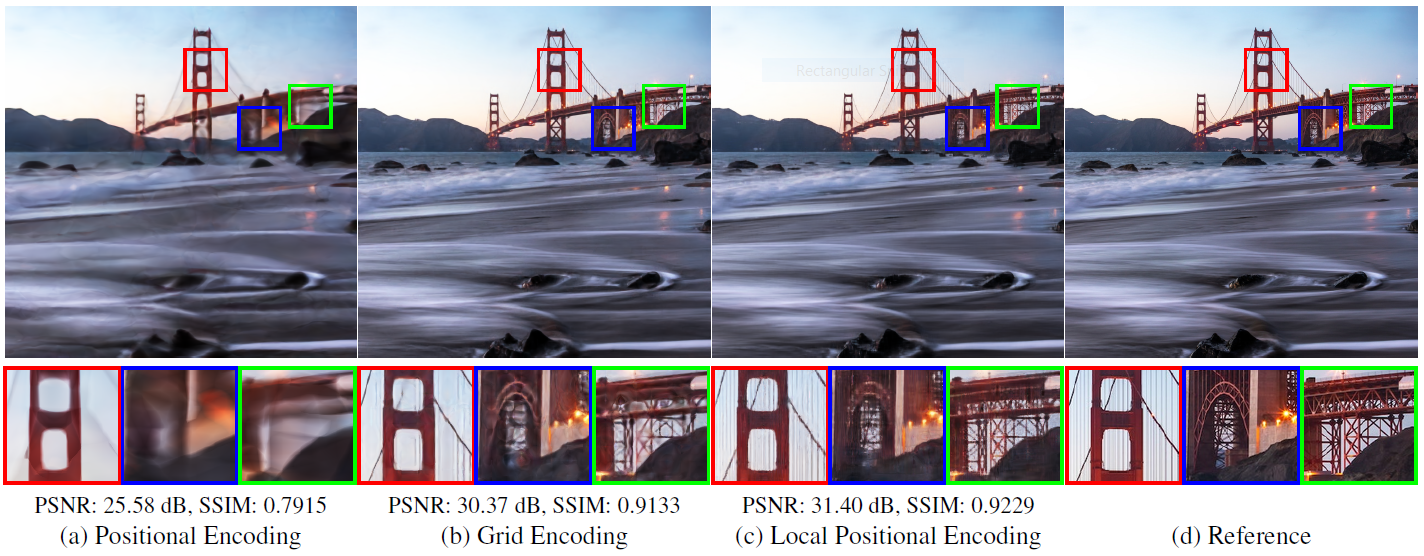 Rectangular S
PSNR: 25.58 dB, SSIM: 0.7915
(a) Positional Encoding
PSNR: 30.37 dB, SSIM: 0.9133
(b) Grid Encoding
PSNR: 31.40 dB, SSIM: 0.9229
(c) Local Positional Encoding
(d) Reference